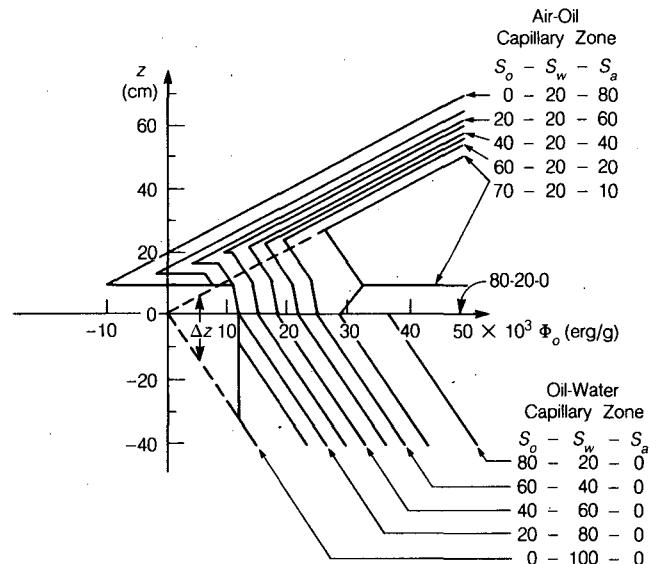 Air-Oil
Capillary Zone
S_o – S_w – S_a
0 – 20 – 80
20 – 20 – 60
40 – 20 – 40
60 – 20 – 20
70 – 20 – 10
z
(cm)
60
40
20
0
−20
−40
−10
10
20
30
40
50 × 10³ Φ_o (erg/g)
Δz
80-20-0
Oil-Water
Capillary Zone
S_o – S_w – S_a
80 – 20 – 0
60 – 40 – 0
40 – 60 – 0
20 – 80 – 0
0 – 100 – 0